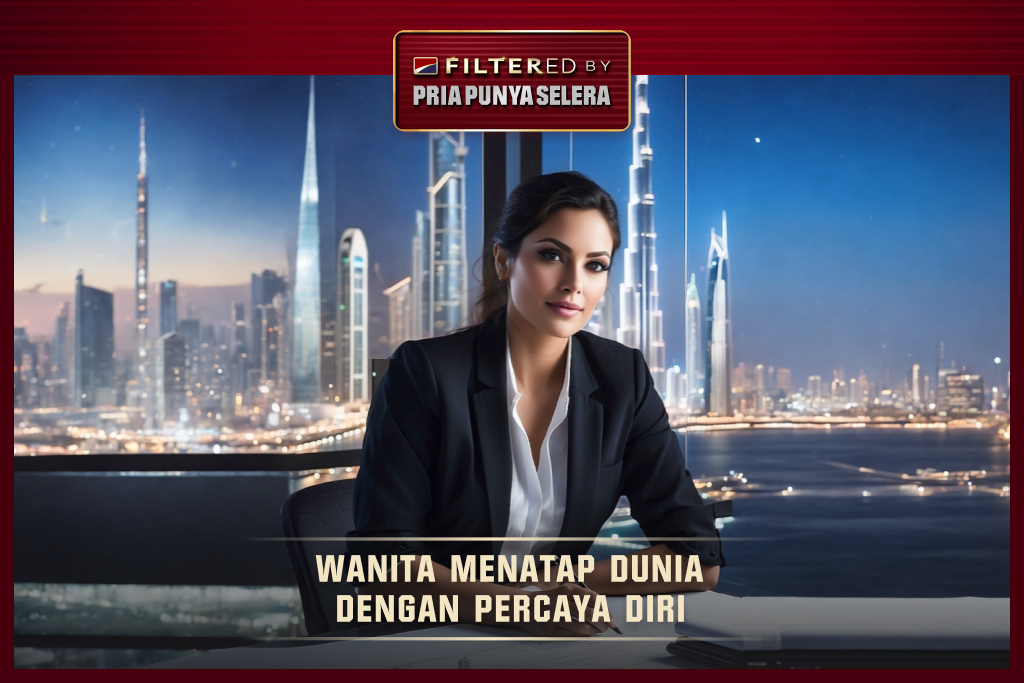 FILTERED BY
PRIA PUNYA SELERA
WANITA MENATAP DUNIA
DENGAN PERCAYA DIRI